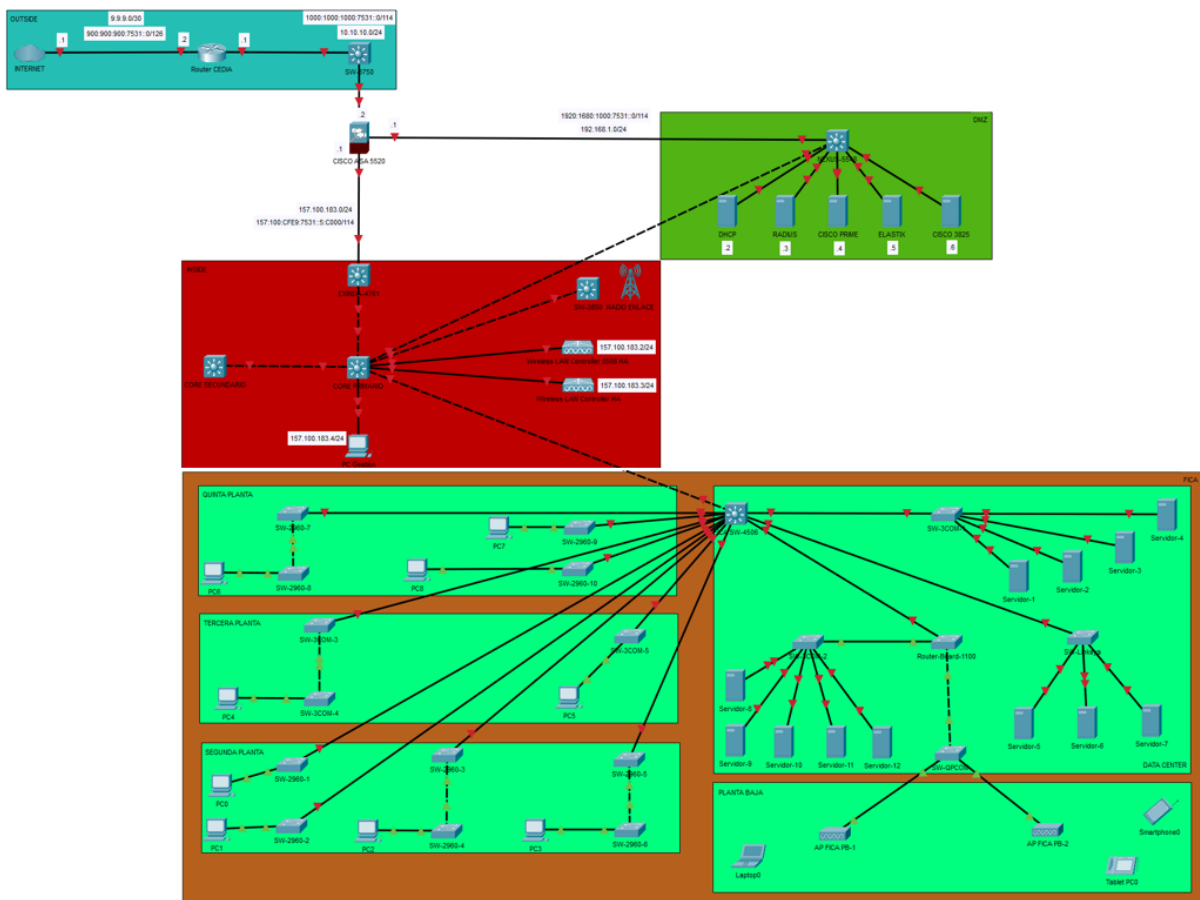 OUTSIDE
9.9.9.0/30
900:900:900:7531::0/126
1000:1000:1000:7531::0/114
10.10.10.0/24
.1
.2
.1
INTERNET
Router CEDIA
.2
.1
.1
CISCO ASA 5520
1920:1680:1000:7531::0/114
192.168.1.0/24
DMZ
DHCP
RADIUS
CISCO PRIME
ELASTIK
CISCO 3825
.2
.3
.4
.5
.6
157.100.183.0/24
157:100:CFE9:7531::S:C000/114
INSIDE
RADIO ENLACE
157.100.183.2/24
157.100.183.3/24
CORE SECUNDARIO
CORE PRIMARIO
157.100.183.4/24
PC Gestion
FICA
QUINTA PLANTA
SW-2960-7
PC7
SW-2960-9
PC6
SW-2960-8
PC8
SW-2960-10
SW-4506
SW-3COM-1
Servidor-1
Servidor-2
Servidor-3
Servidor-4
TERCERA PLANTA
SW-3COM-3
SW-3COM-5
PC4
SW-3COM-4
PC5
SW-3COM-2
Router-Board-1100
SW-Linksys
Servidor-8
Servidor-9
Servidor-10
Servidor-11
Servidor-12
Servidor-5
Servidor-6
Servidor-7
SW-QPCOM
DATA CENTER
SEGUNDA PLANTA
SW-2960-1
SW-2960-3
SW-2960-5
PC0
PC1
SW-2960-2
PC2
SW-2960-4
PC3
SW-2960-6
PLANTA BAJA
AP FICA PB-1
AP FICA PB-2
Smartphone0
Laptop0
Tablet PC0